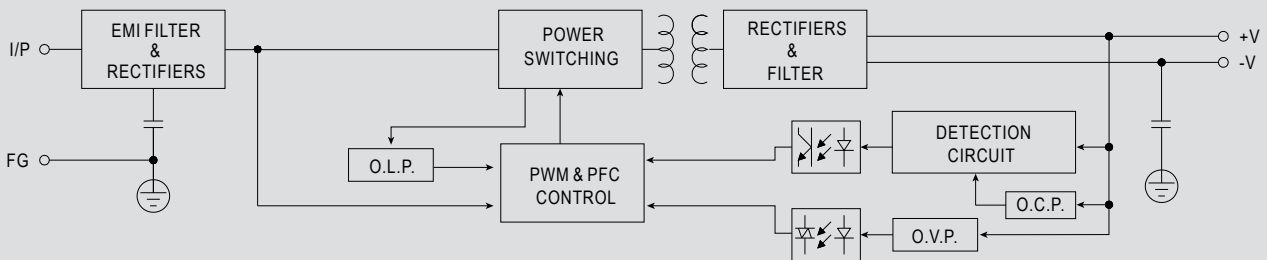 I/P
EMI FILTER
&
RECTIFIERS
POWER
SWITCHING
RECTIFIERS
&
FILTER
+V
-V
FG
O.L.P.
PWM & PFC
CONTROL
DETECTION
CIRCUIT
O.C.P.
O.V.P.